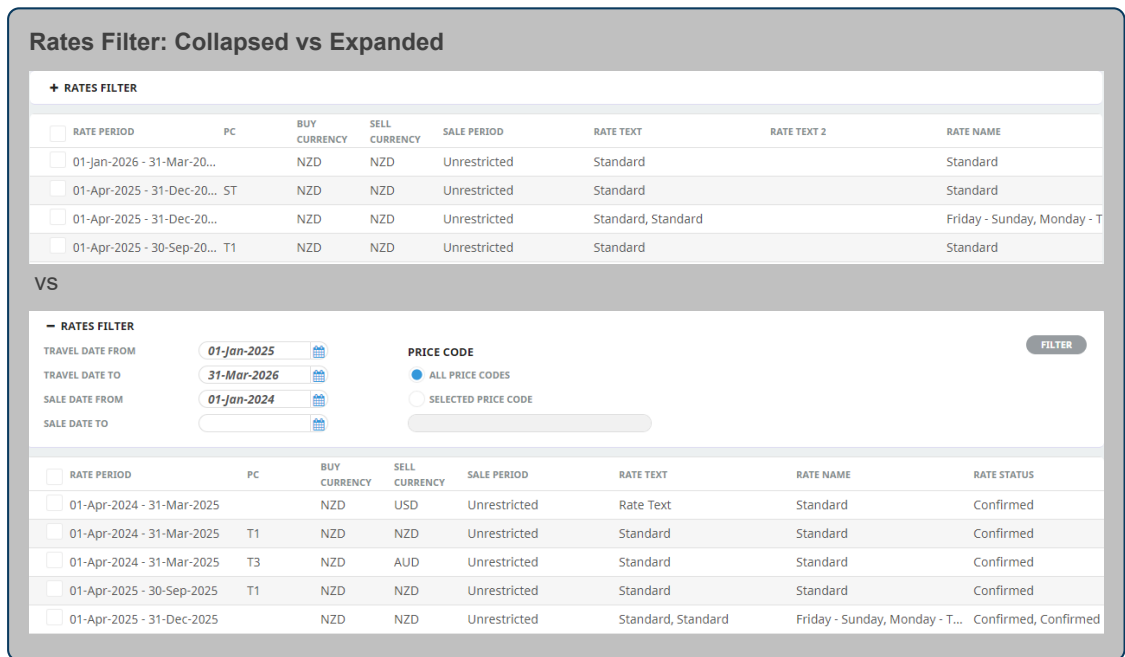 Rates Filter: Collapsed vs Expanded
+ RATES FILTER
RATE PERIOD PC BUY CURRENCY SELL CURRENCY SALE PERIOD RATE TEXT RATE TEXT 2 RATE NAME
01-Jan-2026 - 31-Mar-20... NZD NZD Unrestricted Standard Standard
01-Apr-2025 - 31-Dec-20... ST NZD NZD Unrestricted Standard Standard
01-Apr-2025 - 31-Dec-20... NZD NZD Unrestricted Standard, Standard Friday - Sunday, Monday - T
01-Apr-2025 - 30-Sep-20... T1 NZD NZD Unrestricted Standard Standard
VS
− RATES FILTER
TRAVEL DATE FROM 01-Jan-2025 PRICE CODE FILTER
TRAVEL DATE TO 31-Mar-2026 ALL PRICE CODES
SALE DATE FROM 01-Jan-2024 SELECTED PRICE CODE
SALE DATE TO
RATE PERIOD PC BUY CURRENCY SELL CURRENCY SALE PERIOD RATE TEXT RATE NAME RATE STATUS
01-Apr-2024 - 31-Mar-2025 NZD USD Unrestricted Rate Text Standard Confirmed
01-Apr-2024 - 31-Mar-2025 T1 NZD NZD Unrestricted Standard Standard Confirmed
01-Apr-2024 - 31-Mar-2025 T3 NZD AUD Unrestricted Standard Standard Confirmed
01-Apr-2025 - 30-Sep-2025 T1 NZD NZD Unrestricted Standard Standard Confirmed
01-Apr-2025 - 31-Dec-2025 NZD NZD Unrestricted Standard, Standard Friday - Sunday, Monday - T... Confirmed, Confirmed